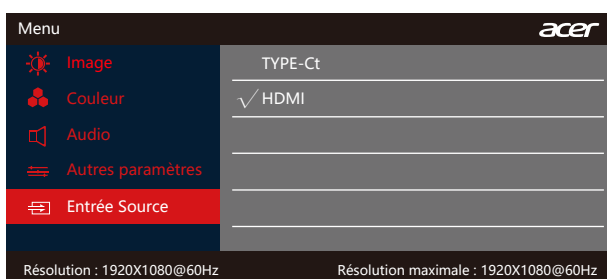 Menu
acer
Image
Couleur
Audio
Autres paramètres
Entrée Source
TYPE-Ct
√ HDMI
Résolution : 1920X1080@60Hz
Résolution maximale : 1920X1080@60Hz